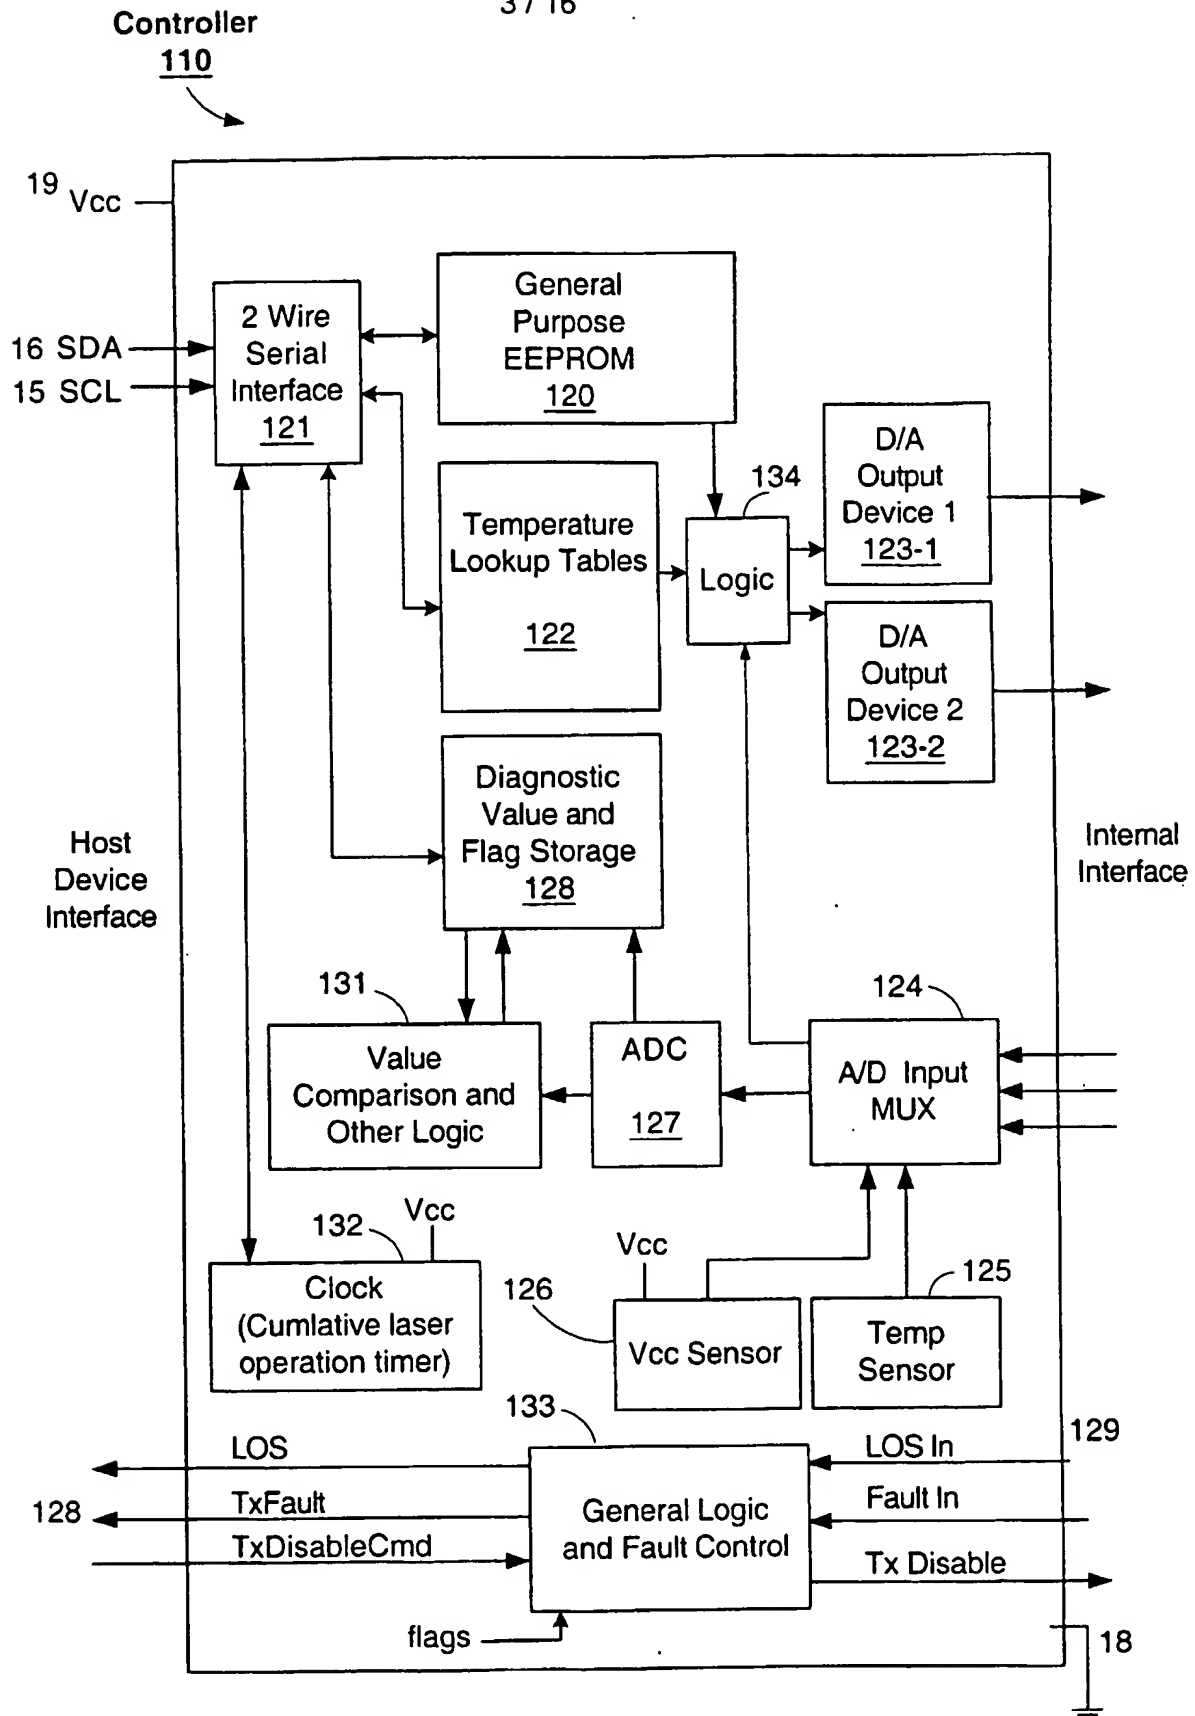 3 / 16
Controller
110
19
Vcc
16 SDA
15 SCL
2 Wire
Serial
Interface
121
General
Purpose
EEPROM
120
Temperature
Lookup Tables
122
134
Logic
D/A
Output
Device 1
123-1
D/A
Output
Device 2
123-2
Host
Device
Interface
Diagnostic
Value and
Flag Storage
128
Internal
Interface
131
Value
Comparison and
Other Logic
ADC
127
124
A/D Input
MUX
132
Vcc
Clock
(Cumlative laser
operation timer)
Vcc
126
Vcc Sensor
125
Temp
Sensor
133
General Logic
and Fault Control
LOS
128
TxFault
TxDisableCmd
flags
129
LOS In
Fault In
Tx Disable
18